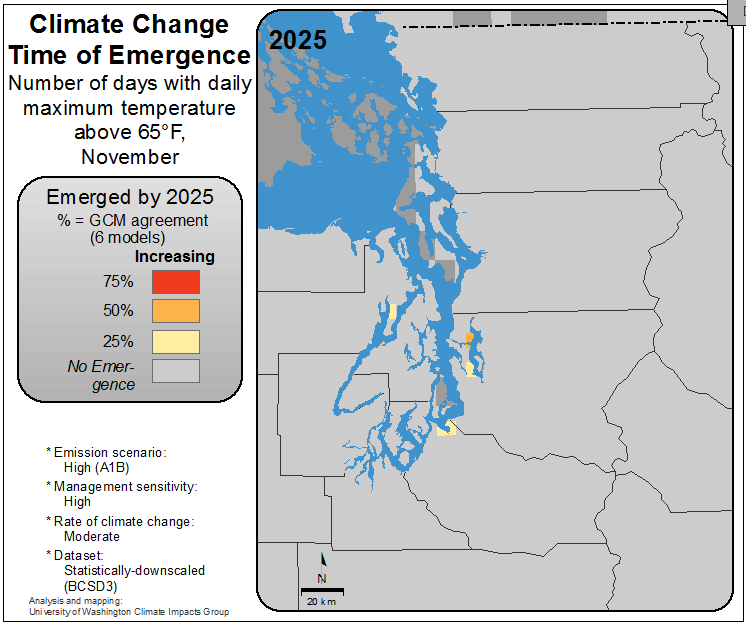 Climate Change
Time of Emergence
Number of days with daily
maximum temperature
above 65°F,
November
Emerged by 2025
% = GCM agreement
(6 models)
Increasing
75%
50%
25%
No Emer-
gence
* Emission scenario:
High (A1B)
* Management sensitivity:
High
* Rate of climate change:
Moderate
* Dataset:
Statistically-downscaled
(BCSD3)
Analysis and mapping:
University of Washington Climate Impacts Group
2025
N
20 km